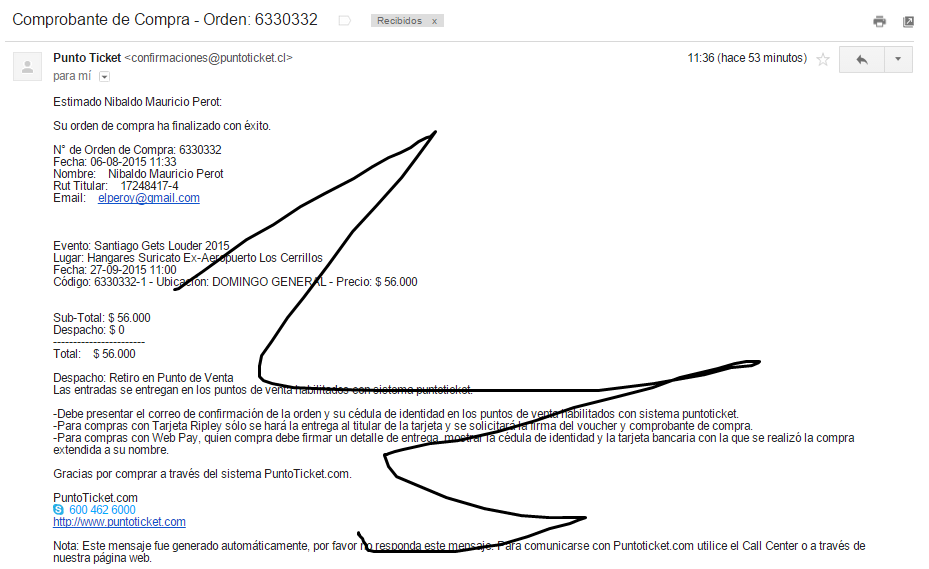 Comprobante de Compra - Orden: 6330332
Recibidos x
Punto Ticket <confirmaciones@puntoticket.cl>
11:36 (hace 53 minutos)
para mí
Estimado Nibaldo Mauricio Perot:
Su orden de compra ha finalizado con éxito.
N° de Orden de Compra: 6330332
Fecha: 06-08-2015 11:33
Nombre: Nibaldo Mauricio Perot
Rut Titular: 17248417-4
Email: elperov@gmail.com
Evento: Santiago Gets Louder 2015
Lugar: Hangares Suricato Ex-Aeropuerto Los Cerrillos
Fecha: 27-09-2015 11:00
Código: 6330332-1 - Ubicación: DOMINGO GENERAL - Precio: $ 56.000
Sub-Total: $ 56.000
Despacho: $ 0
-----------------------
Total: $ 56.000
Despacho: Retiro en Punto de Venta
Las entradas se entregan en los puntos de venta habilitados con sistema puntoticket.
-Debe presentar el correo de confirmación de la orden y su cédula de identidad en los puntos de venta habilitados con sistema puntoticket.
-Para compras con Tarjeta Ripley sólo se hará la entrega al titular de la tarjeta y se solicitará la firma del voucher y comprobante de compra.
-Para compras con Web Pay, quien compra debe firmar un detalle de entrega, mostrar la cédula de identidad y la tarjeta bancaria con la que se realizó la compra
extendida a su nombre.
Gracias por comprar a través del sistema PuntoTicket.com.
PuntoTicket.com
600 462 6000
http://www.puntoticket.com
Nota: Este mensaje fue generado automáticamente, por favor no responda este mensaje. Para comunicarse con Puntoticket.com utilice el Call Center o a través de
nuestra página web.